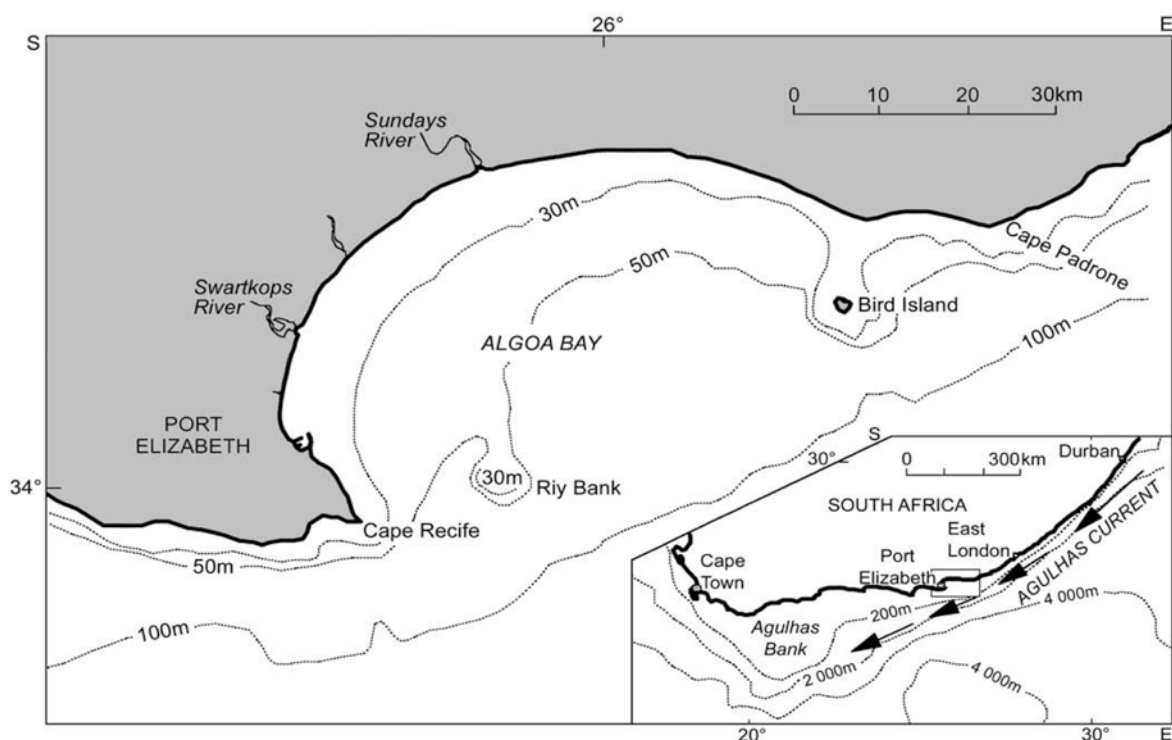 26°
S
E
0 10 20 30km
Sundays
River
30m
Cape Padrone
50m
Swartkops
River
Bird Island
ALGOA BAY
100m
PORT
ELIZABETH
34°
30m
Riy Bank
Cape Recife
50m
100m
S
30°
0 300km
Durban
SOUTH AFRICA
AGULHAS CURRENT
East
London
Port
Elizabeth
Cape
Town
200m
4 000m
Agulhas
Bank
2 000m
4 000m
20°
30°
E